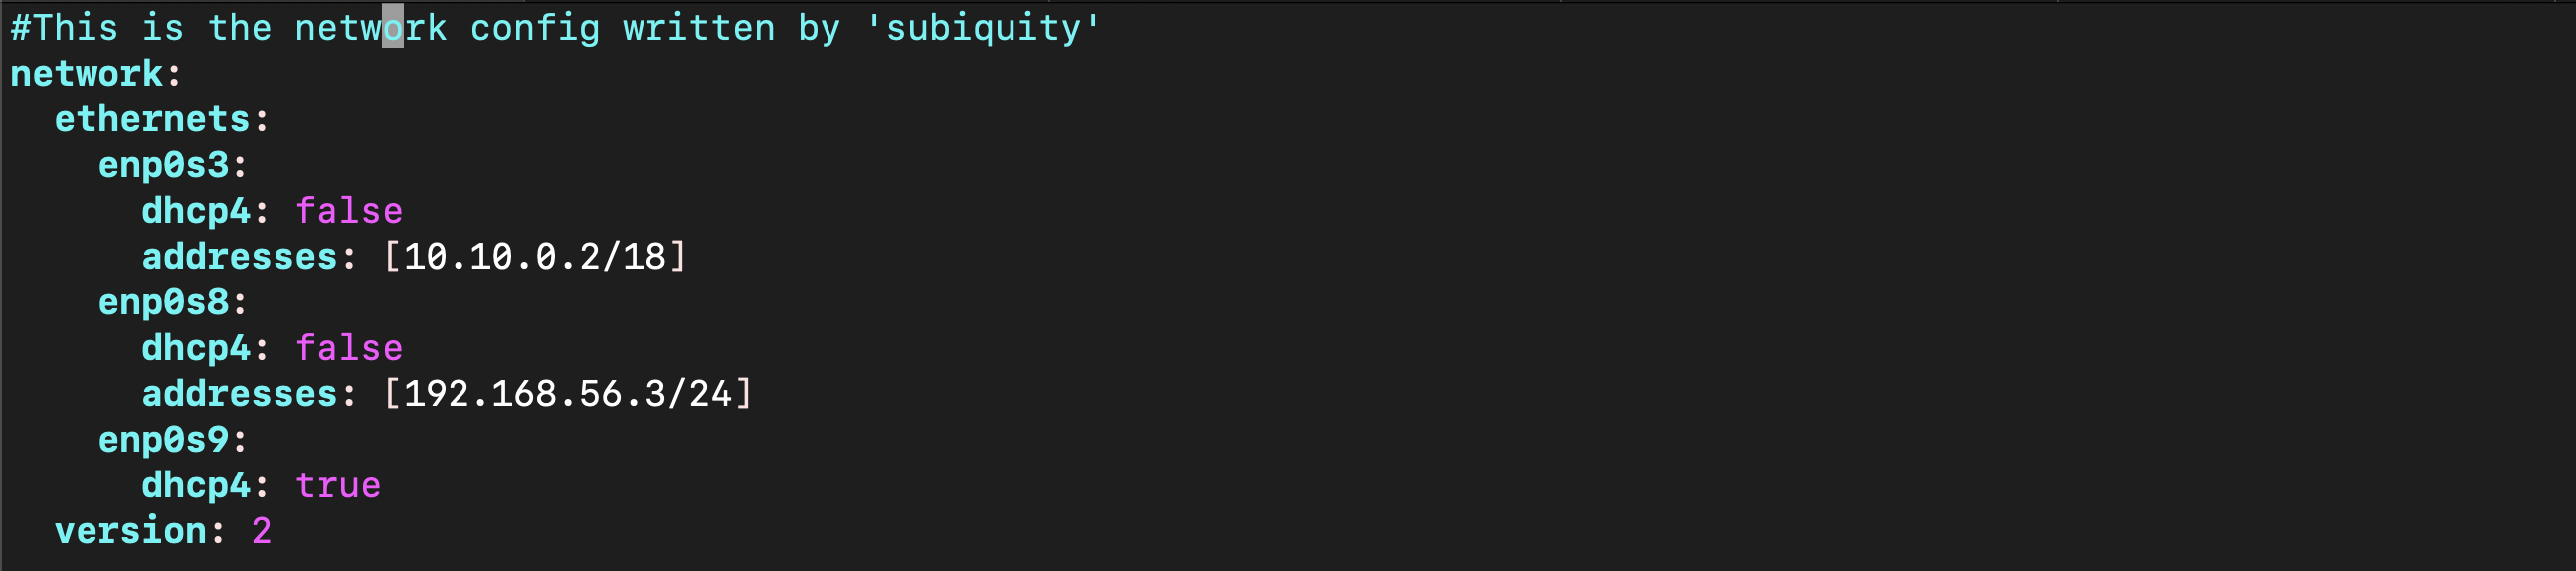 #This is the network config written by 'subiquity'
network:
  ethernets:
    enp0s3:
      dhcp4: false
      addresses: [10.10.0.2/18]
    enp0s8:
      dhcp4: false
      addresses: [192.168.56.3/24]
    enp0s9:
      dhcp4: true
  version: 2